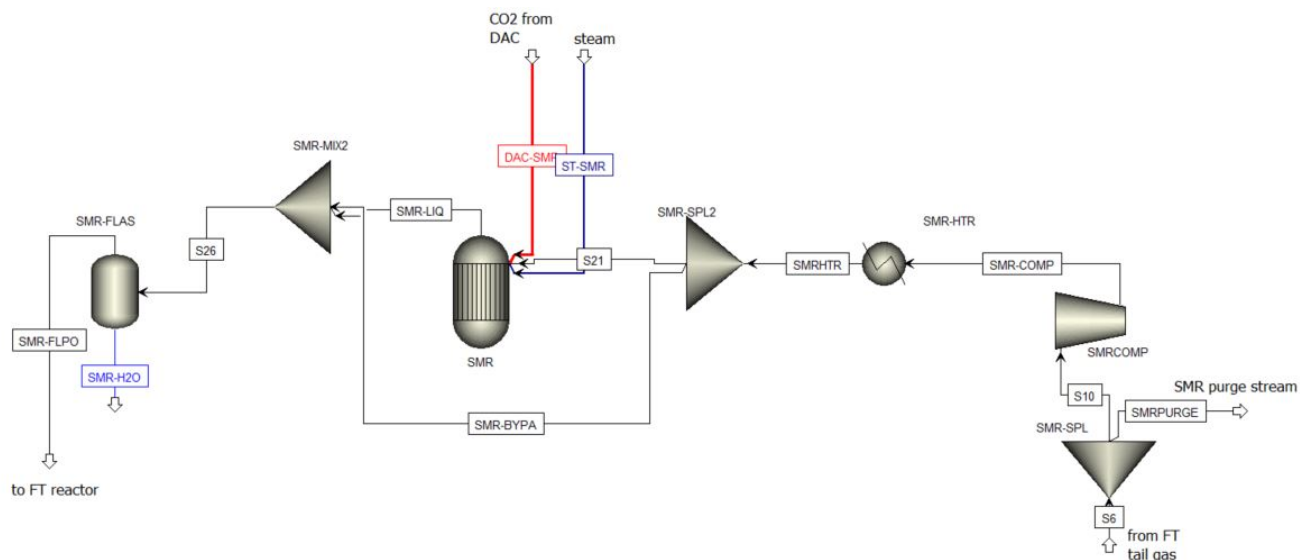 CO2 from
DAC
steam
SMR-MIX2
DAC-SMR
ST-SMR
SMR-LIQ
SMR-SPL2
SMR-HTR
SMR-FLAS
S26
S21
SMRHTR
SMR-COMP
SMR-FLPO
SMR
SMRCOMP
SMR-H2O
SMR-BYPA
S10
SMR purge stream
SMRPURGE
SMR-SPL
to FT reactor
S6
from FT
tail gas